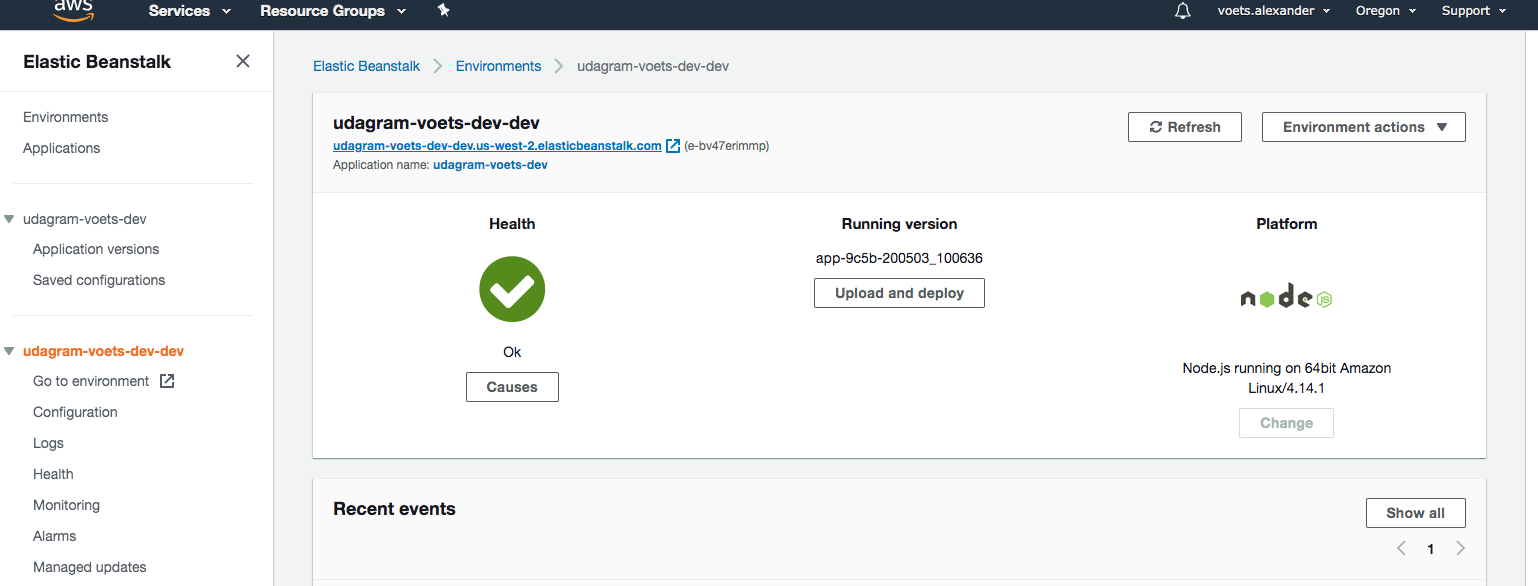 aws
Services
Resource Groups
voets.alexander
Oregon
Support
Elastic Beanstalk
Environments
Applications
udagram-voets-dev
Application versions
Saved configurations
udagram-voets-dev-dev
Go to environment
Configuration
Logs
Health
Monitoring
Alarms
Managed updates
Elastic Beanstalk
Environments
udagram-voets-dev-dev
udagram-voets-dev-dev
Refresh
Environment actions
udagram-voets-dev-dev.us-west-2.elasticbeanstalk.com (e-bv47erimmp)
Application name: udagram-voets-dev
Health
Ok
Causes
Running version
app-9c5b-200503_100636
Upload and deploy
Platform
node JS
Node.js running on 64bit Amazon
Linux/4.14.1
Change
Recent events
Show all
1